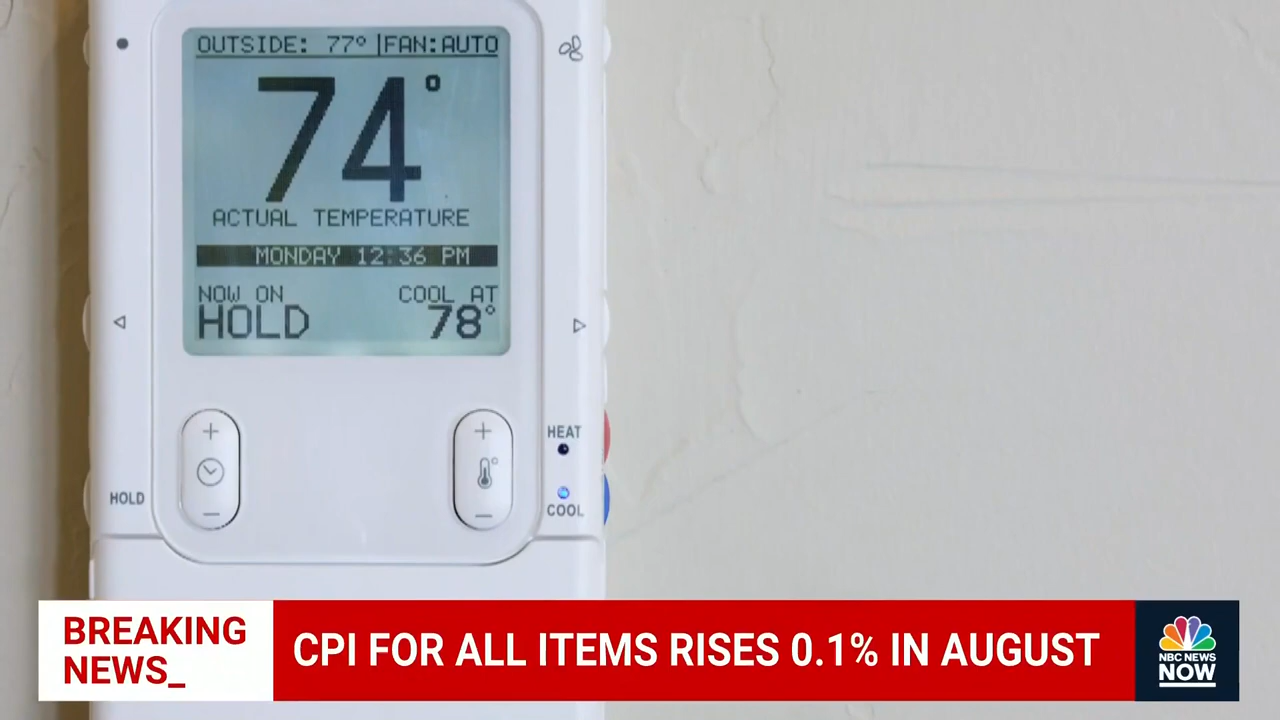 OUTSIDE: 77° |FAN:AUTO
74°
ACTUAL TEMPERATURE
MONDAY 12:36 PM
NOW ON COOL AT
HOLD 78°
HEAT
HOLD
COOL
BREAKING
NEWS_
CPI FOR ALL ITEMS RISES 0.1% IN AUGUST
NBC NEWS
NOW